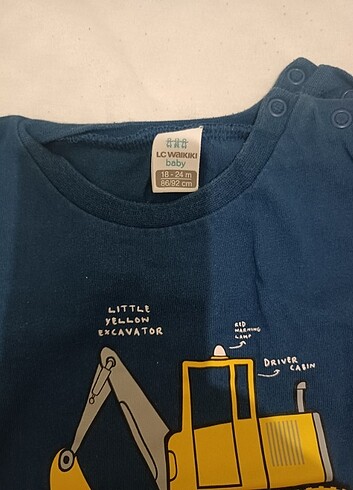 LC WAIKIKI
baby
18 - 24 m
86/92 cm
LITTLE
YELLOW
EXCAVATOR
RED
WARNING
LAMP
DRIVER
CABIN